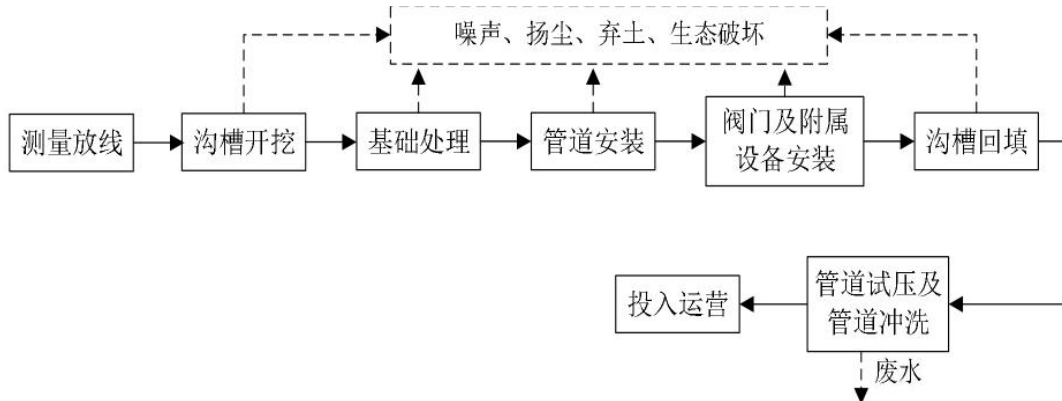 噪声、扬尘、弃土、生态破坏
测量放线
沟槽开挖
基础处理
管道安装
阀门及附属
设备安装
沟槽回填
投入运营
管道试压及
管道冲洗
废水